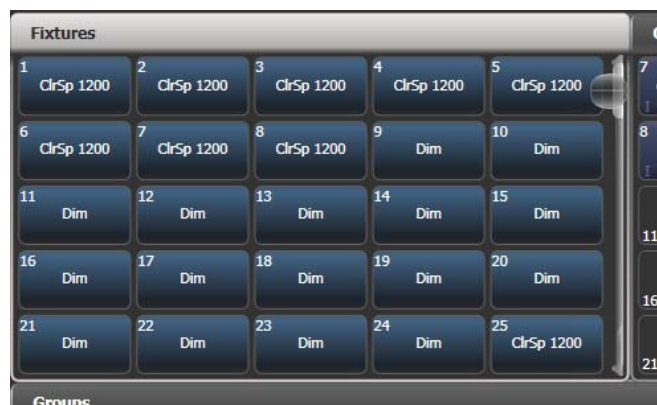 Fixtures
1 2 3 4 5 7
ClrSp 1200 ClrSp 1200 ClrSp 1200 ClrSp 1200 ClrSp 1200
I
6 7 8 9 10 8
ClrSp 1200 ClrSp 1200 ClrSp 1200 Dim Dim
I
11 12 13 14 15
Dim Dim Dim Dim Dim
11
16 17 18 19 20
Dim Dim Dim Dim Dim
16
21 22 23 24 25
Dim Dim Dim Dim ClrSp 1200
21
Groups